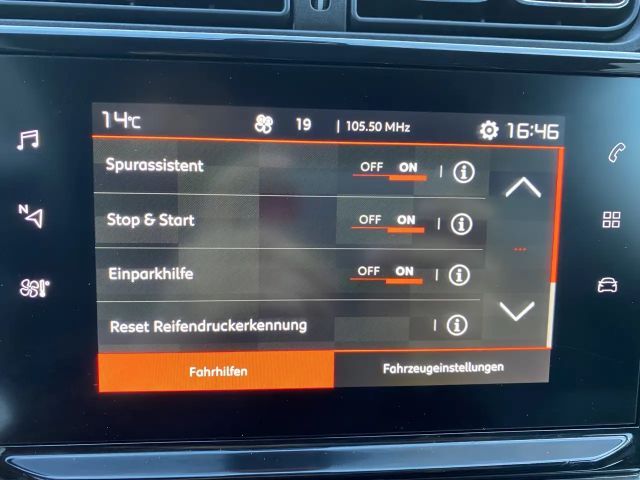 14°C 19 | 105.50 MHz 16:46
Spurassistent OFF ON
Stop & Start OFF ON
Einparkhilfe OFF ON
Reset Reifendruckerkennung
Fahrhilfen Fahrzeugeinstellungen
N